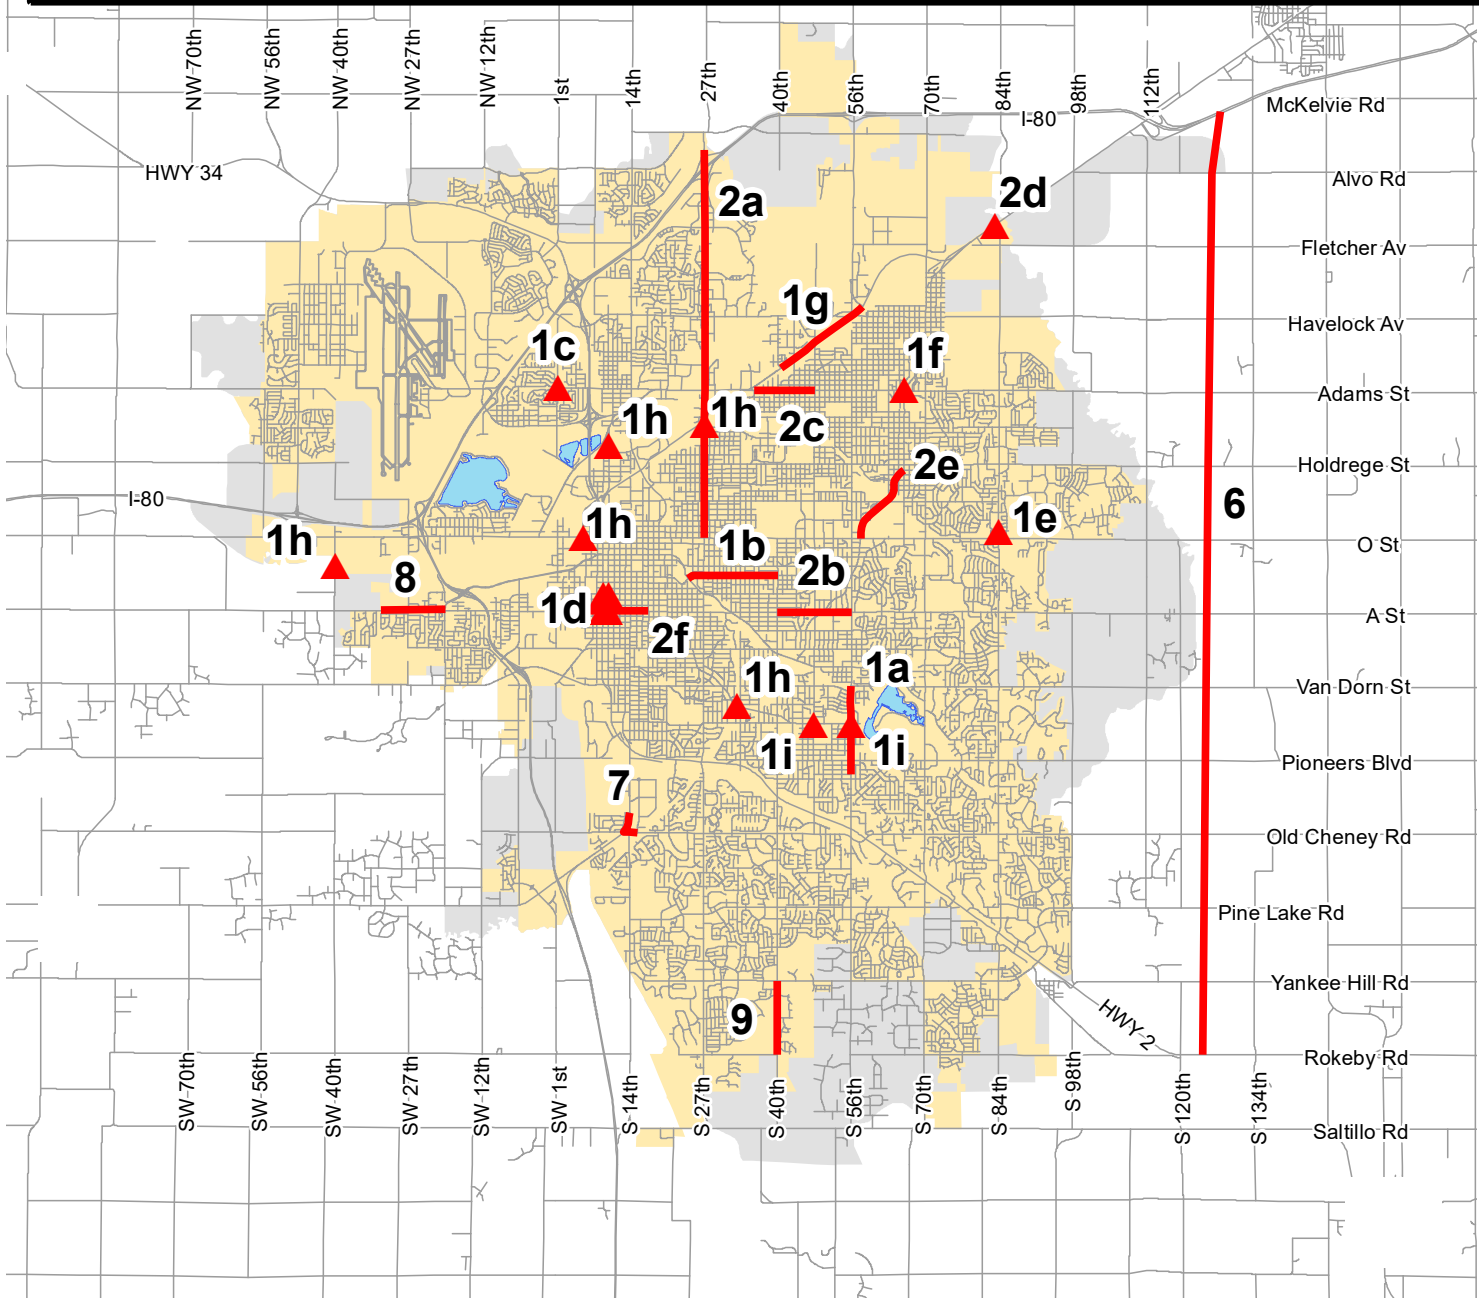 NW 70th
NW 56th
NW 40th
NW 27th
NW 12th
1st
14th
27th
40th
56th
70th
84th
98th
112th
McKelvie Rd
I-80
HWY 34
Alvo Rd
2d
2a
Fletcher Av
1g
Havelock Av
1c
1f
Adams St
1h
1h
2c
Holdrege St
2e
I-80
6
1h
1h
1b
1e
O St
8
2b
1d
A St
2f
1h
1a
Van Dorn St
1i
1i
Pioneers Blvd
7
Old Cheney Rd
Pine Lake Rd
Yankee Hill Rd
9
HWY 2
Rokeby Rd
SW 70th
SW 56th
SW 40th
SW 27th
SW 12th
SW 1st
S 14th
S 27th
S 40th
S 56th
S 70th
S 84th
S 98th
S 120th
S 134th
Saltillo Rd